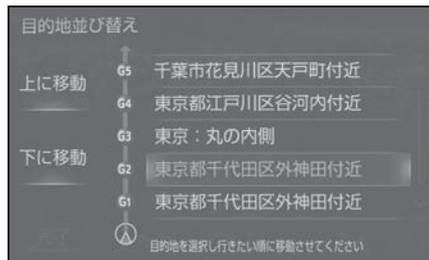 目的地並び替え
上に移動
下に移動
G5 千葉市花見川区天戸町付近
G4 東京都江戸川区谷河内付近
G3 東京：丸の内側
G2 東京都千代田区外神田付近
G1 東京都千代田区外神田付近
完了
目的地を選択し行きたい順に移動させてください